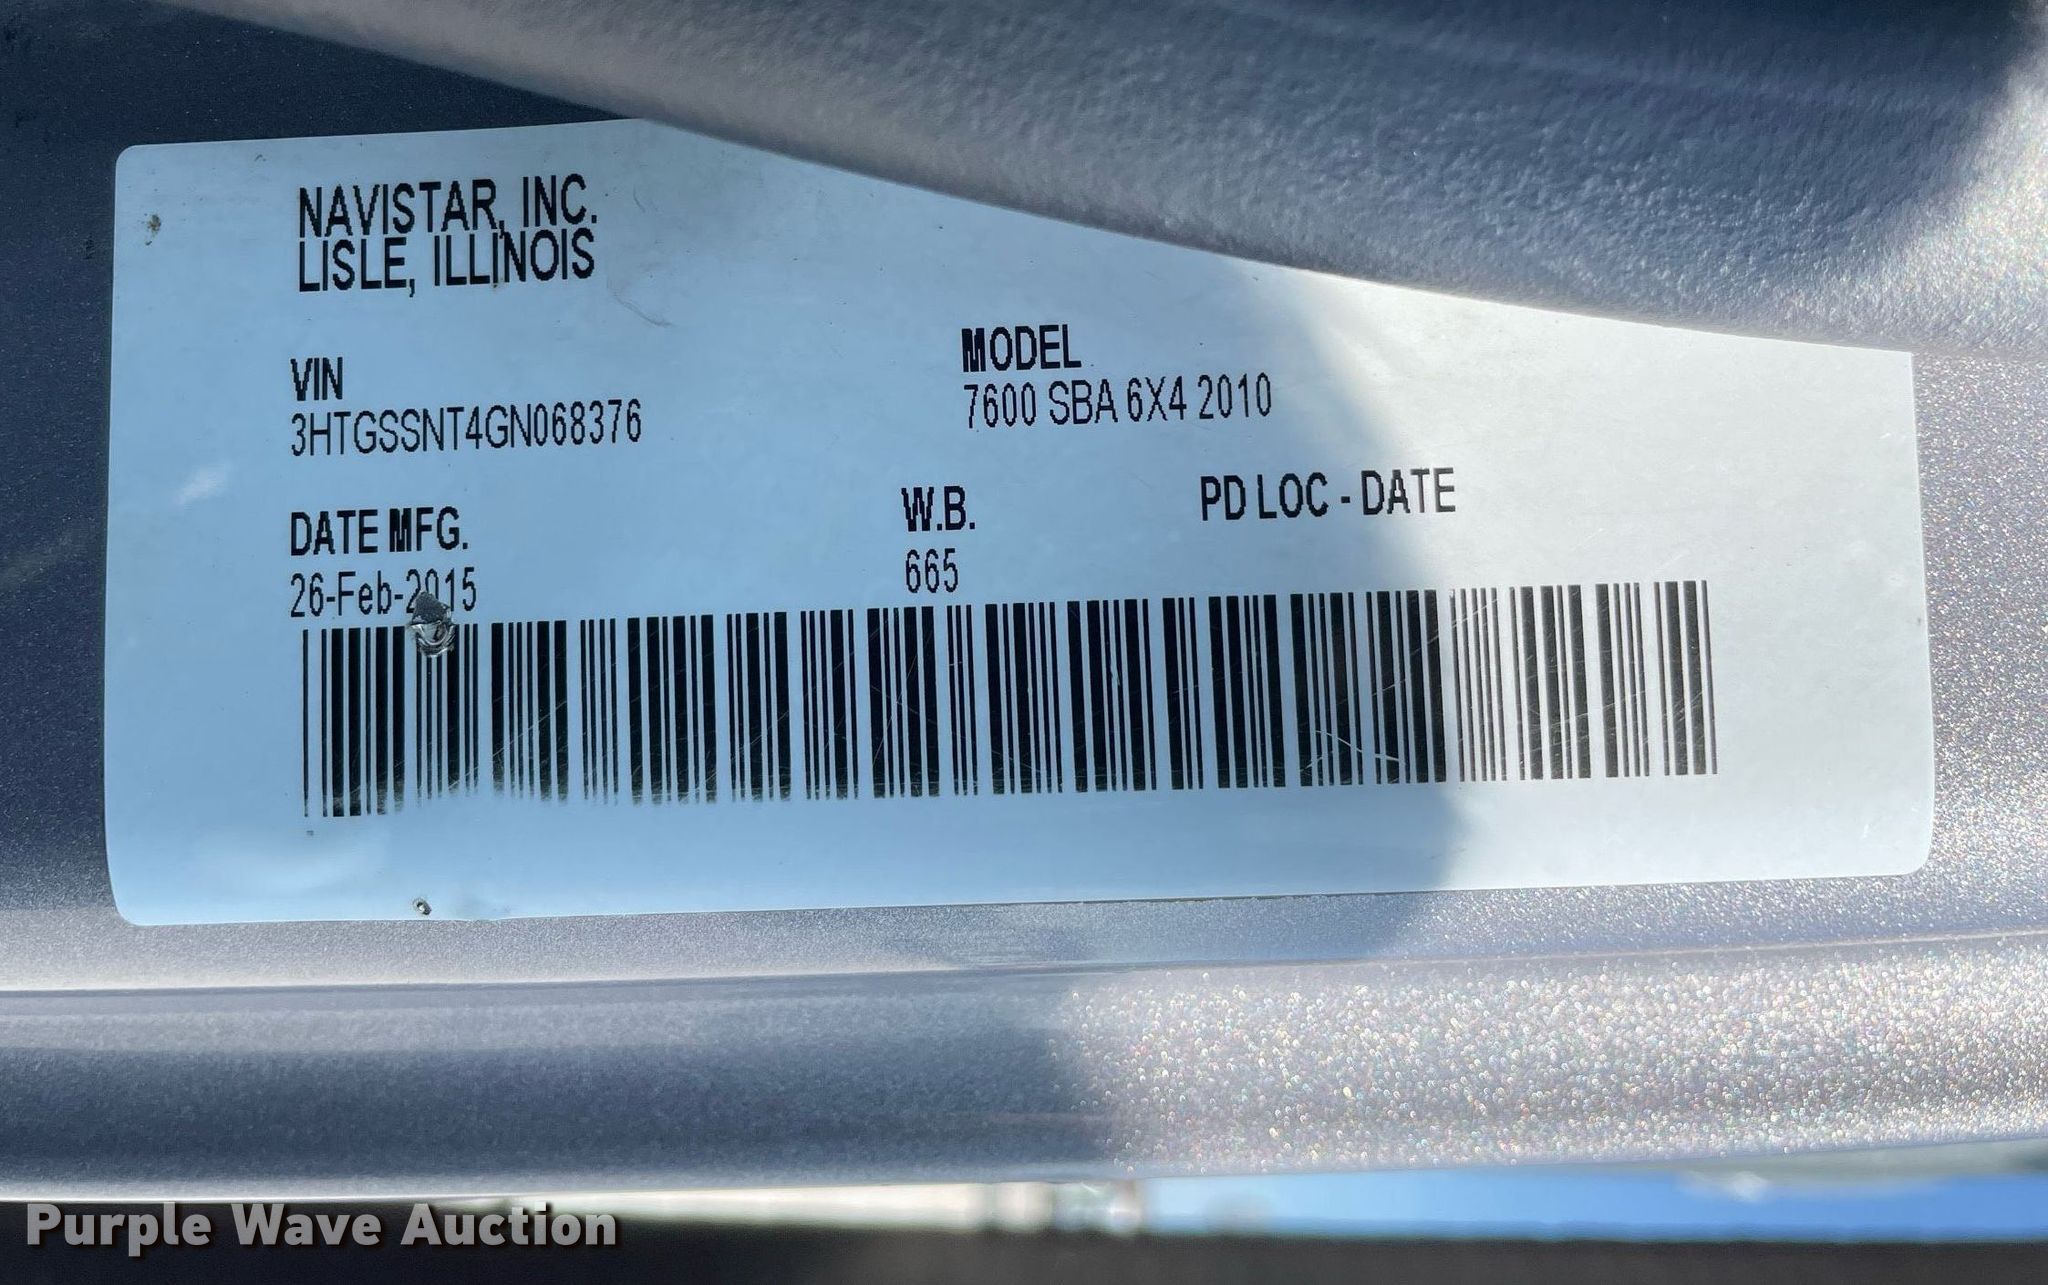 NAVISTAR, INC.
LISLE, ILLINOIS
VIN
3HTGSSNT4GN068376
MODEL
7600 SBA 6X4 2010
DATE MFG.
26-Feb-2015
W.B.
665
PD LOC - DATE
Purple Wave Auction